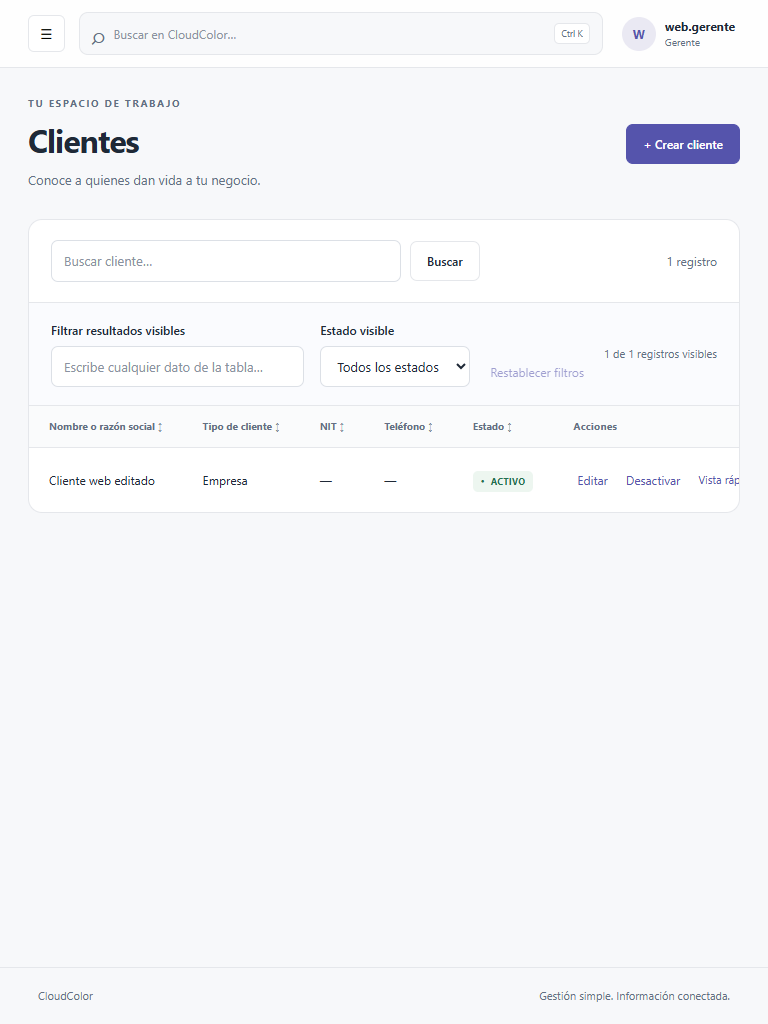 ☰
Buscar en CloudColor...
Ctrl K
W
web.gerente
Gerente
TU ESPACIO DE TRABAJO
Clientes
+ Crear cliente
Conoce a quienes dan vida a tu negocio.
Buscar cliente...
Buscar
1 registro
Filtrar resultados visibles
Estado visible
1 de 1 registros visibles
Escribe cualquier dato de la tabla...
Todos los estados
Restablecer filtros
Nombre o razón social ↕ Tipo de cliente ↕ NIT ↕ Teléfono ↕ Estado ↕ Acciones
Cliente web editado Empresa — — • ACTIVO Editar Desactivar Vista ráp
CloudColor
Gestión simple. Información conectada.